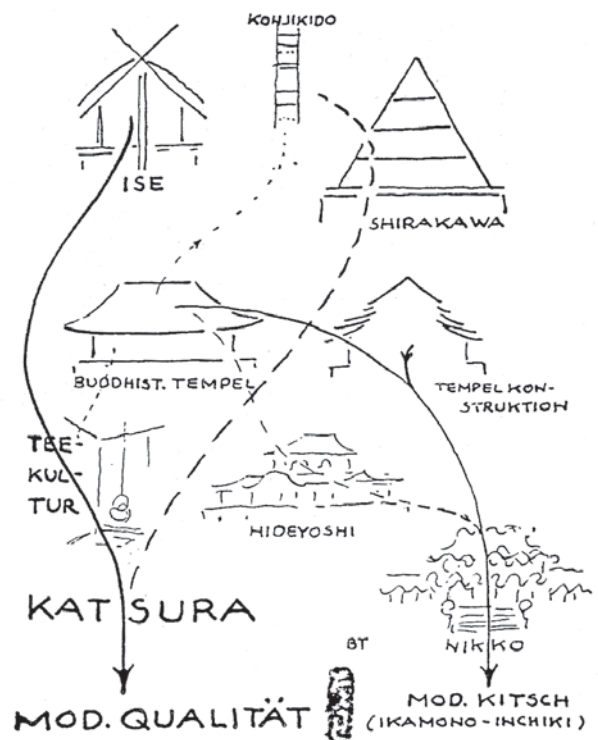 KOHJIKIDO
ISE
SHIRAKAWA
BUDDHIST. TEMPEL
TEMPEL KON-
STRUKTION
TEE-
KUL-
TUR
HIDEYOSHI
KATSURA
BT
NIKKO
MOD. QUALITÄT
MOD. KITSCH
(IKAMONO-INCHIKI)